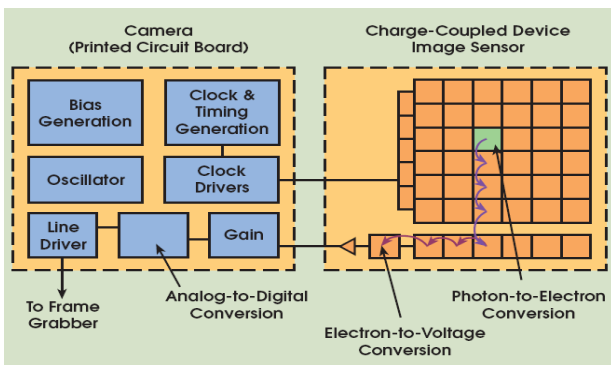 Camera
(Printed Circuit Board)
Charge-Coupled Device
Image Sensor
Bias
Generation
Clock &
Timing
Generation
Oscillator
Clock
Drivers
Line
Driver
Gain
To Frame
Grabber
Analog-to-Digital
Conversion
Electron-to-Voltage
Conversion
Photon-to-Electron
Conversion